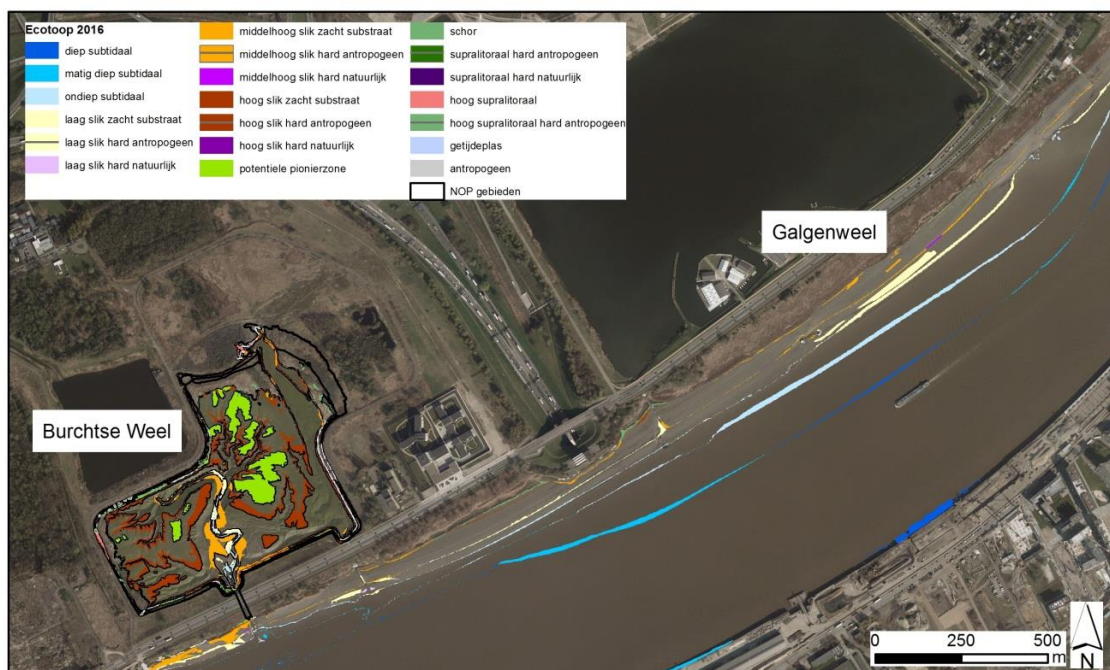 Ecotoop 2016
diep subtidaal
matig diep subtidaal
ondiep subtidaal
laag slik zacht substraat
laag slik hard antropogeen
laag slik hard natuurlijk
middelhoog slik zacht substraat
middelhoog slik hard antropogeen
middelhoog slik hard natuurlijk
hoog slik zacht substraat
hoog slik hard antropogeen
hoog slik hard natuurlijk
potentiele pionierzone
schor
supralitoraal hard antropogeen
supralitoraal hard natuurlijk
hoog supralitoraal
hoog supralitoraal hard antropogeen
getijdeplas
antropogeen
NOP gebieden
Galgenweel
Burchtse Weel
0 250 500
m
N